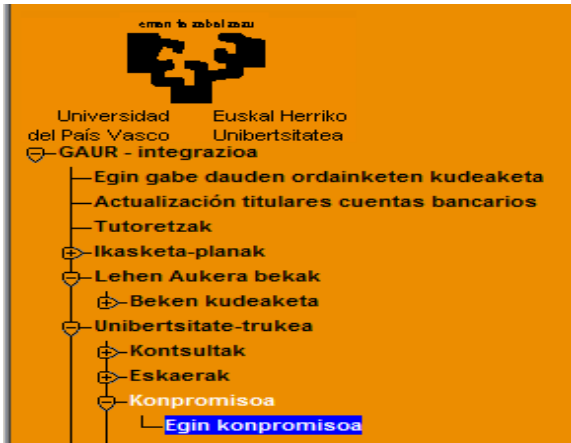 eman ta zabal zazu
Universidad Euskal Herriko
del País Vasco Unibertsitatea
GAUR - integrazioa
Egin gabe dauden ordainketen kudeaketa
Actualización titulares cuentas bancarios
Tutoretzak
Ikasketa-planak
Lehen Aukera bekak
Beken kudeaketa
Unibertsitate-trukea
Kontsultak
Eskaerak
Konpromisoa
Egin konpromisoa